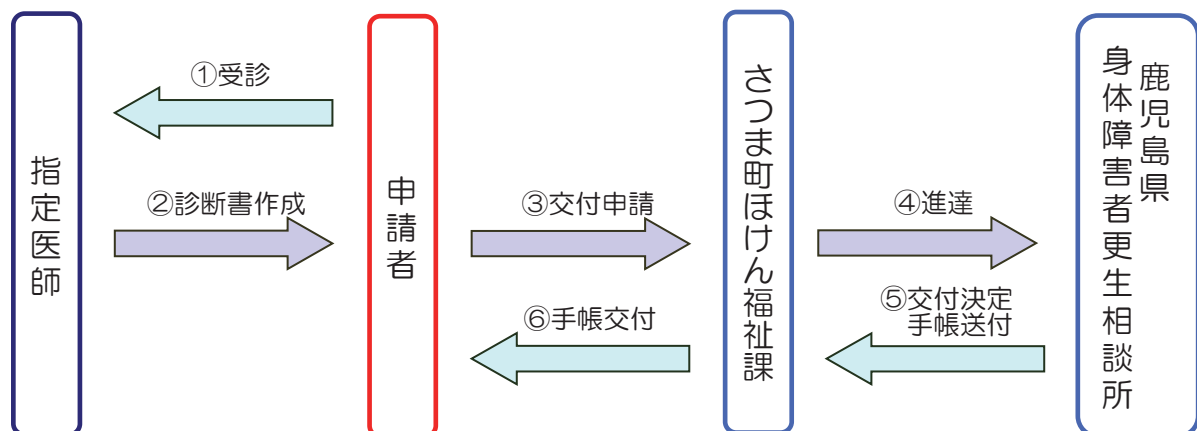 指定医師
①受診
②診断書作成
申請者
③交付申請
⑥手帳交付
さつま町ほけん福祉課
④進達
⑤交付決定
手帳送付
鹿児島県
身体障害者更生相談所